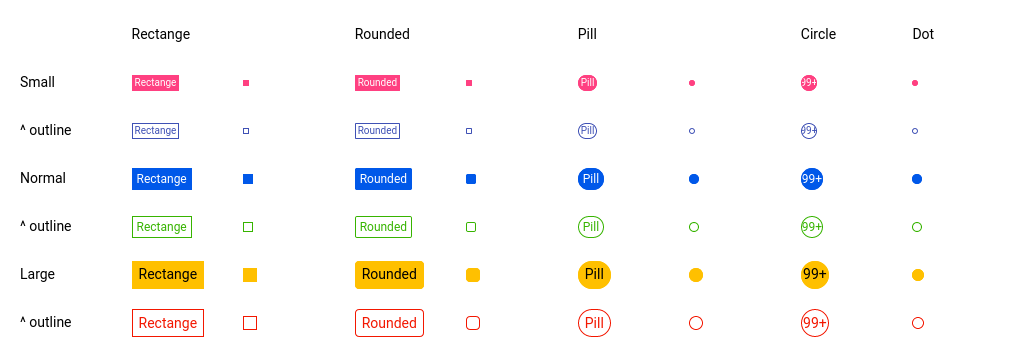 Rectange Rounded Pill Circle Dot
Small Rectange Rounded Pill 99+
^ outline Rectange Rounded Pill 99+
Normal Rectange Rounded Pill 99+
^ outline Rectange Rounded Pill 99+
Large Rectange Rounded Pill 99+
^ outline Rectange Rounded Pill 99+